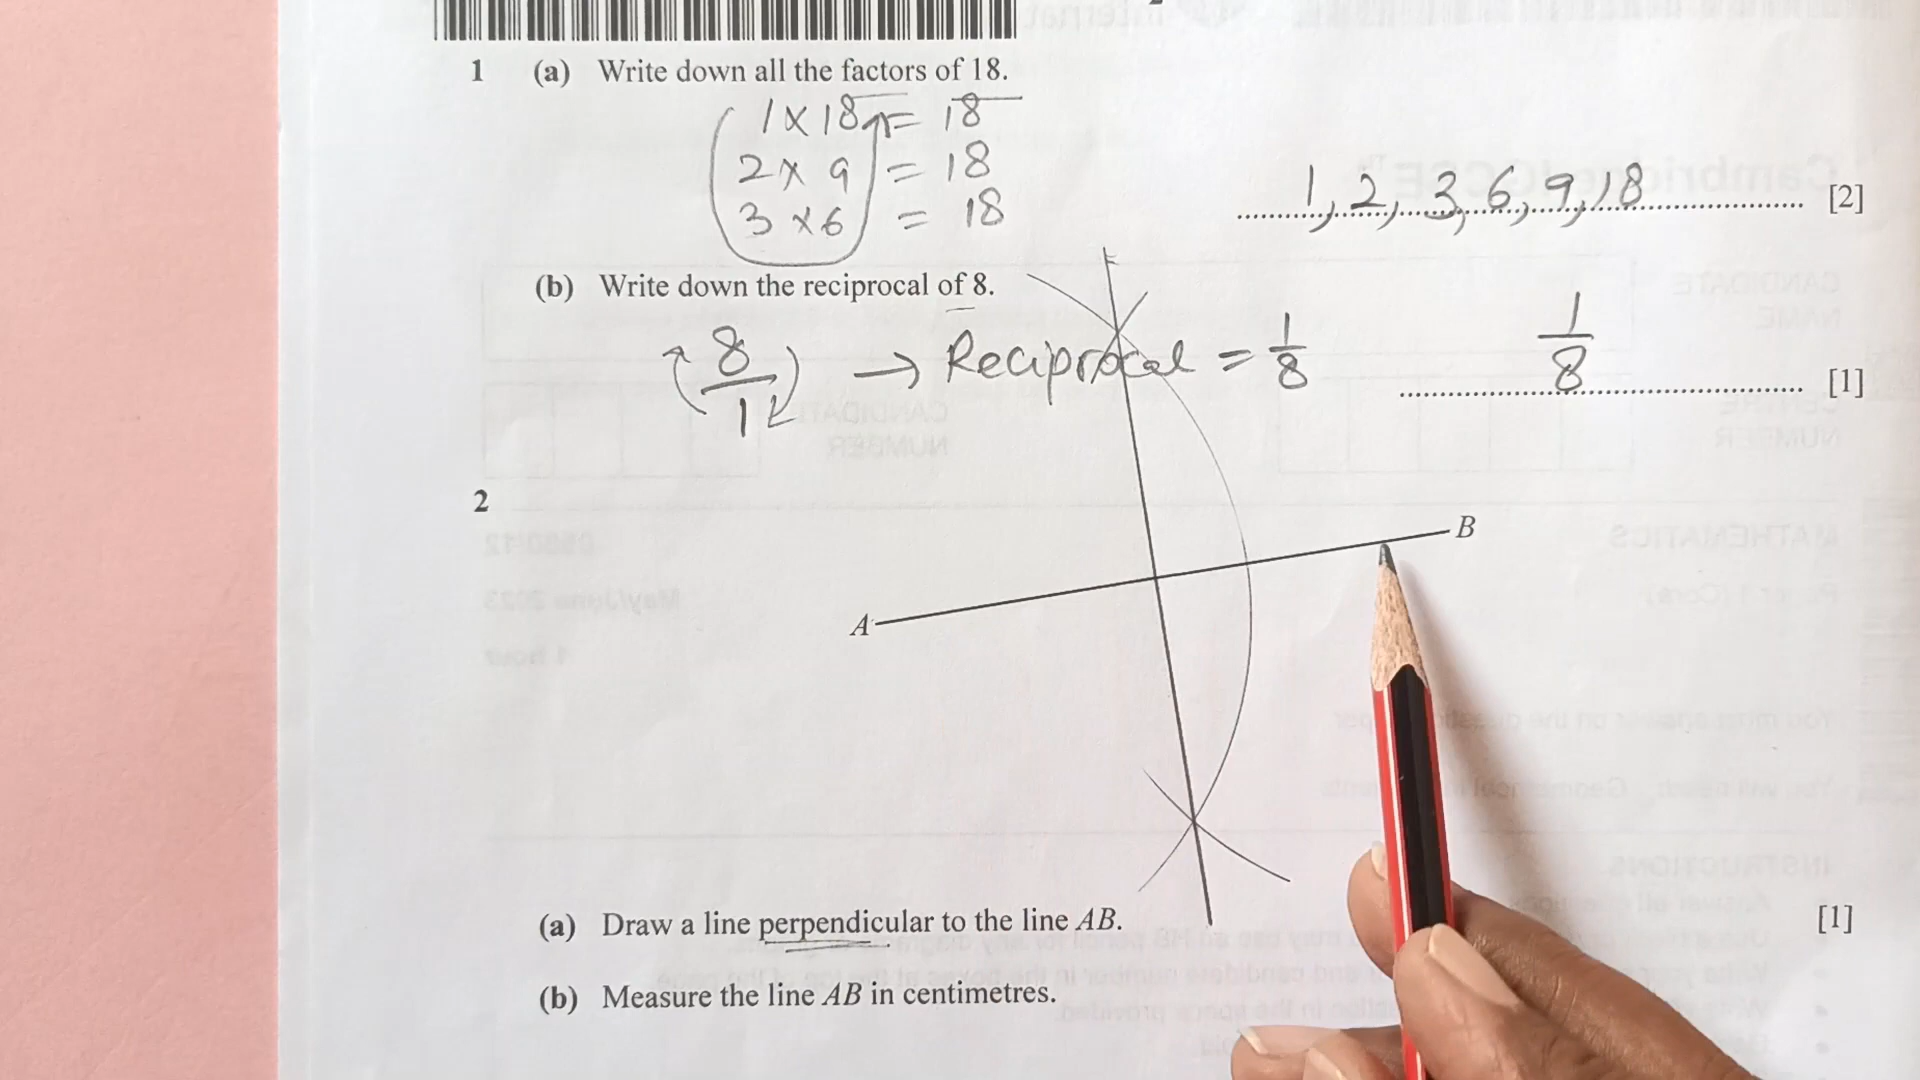 1 (a) Write down all the factors of 18.
1 × 18 = 18
2 × 9 = 18
3 × 6 = 18
1, 2, 3, 6, 9, 18 [2]
(b) Write down the reciprocal of 8.
8/1 → Reciprocal = 1/8
1/8 [1]
2
B
A
(a) Draw a line perpendicular to the line AB. [1]
(b) Measure the line AB in centimetres.